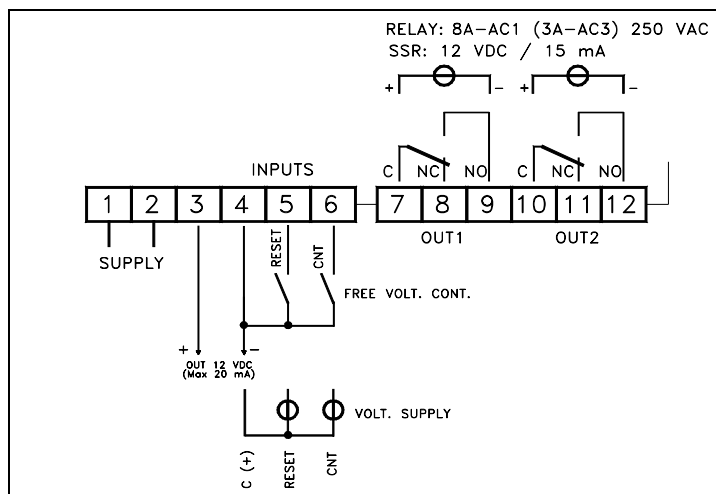 RELAY: 8A-AC1 (3A-AC3) 250 VAC
SSR: 12 VDC / 15 mA
+ - + -
INPUTS C NC NO C NC NO
1 2 3 4 5 6 7 8 9 10 11 12
SUPPLY RESET CNT OUT1 OUT2
FREE VOLT. CONT.
+ -
OUT 12 VDC
(Max 20 mA)
VOLT. SUPPLY
C (+) RESET CNT